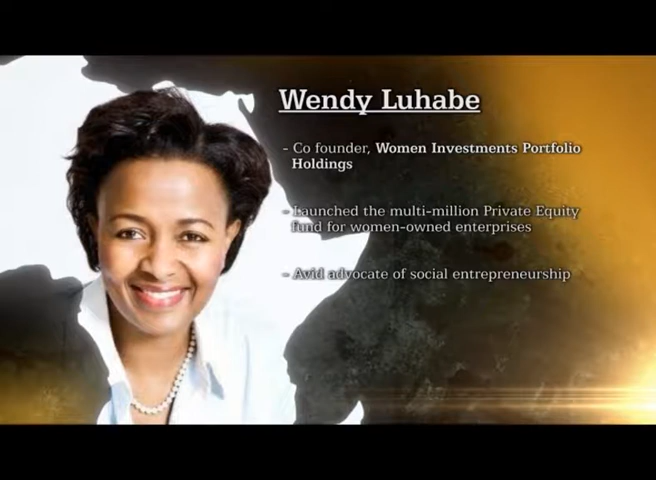 Wendy Luhabe
- Co founder, Women Investments Portfolio
Holdings
- Launched the multi-million Private Equity
fund for women-owned enterprises
- Avid advocate of social entrepreneurship